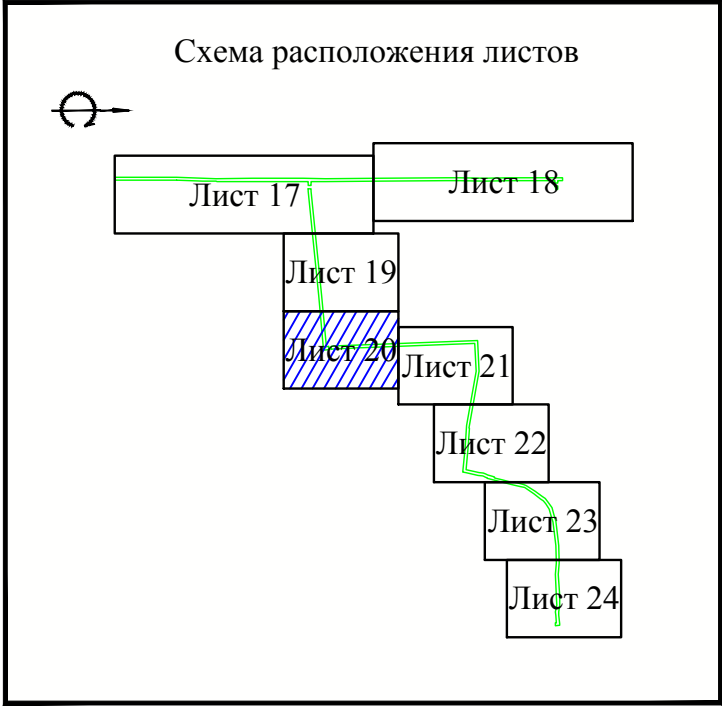 Схема расположения листов
Лист 17
Лист 18
Лист 19
Лист 20
Лист 21
Лист 22
Лист 23
Лист 24